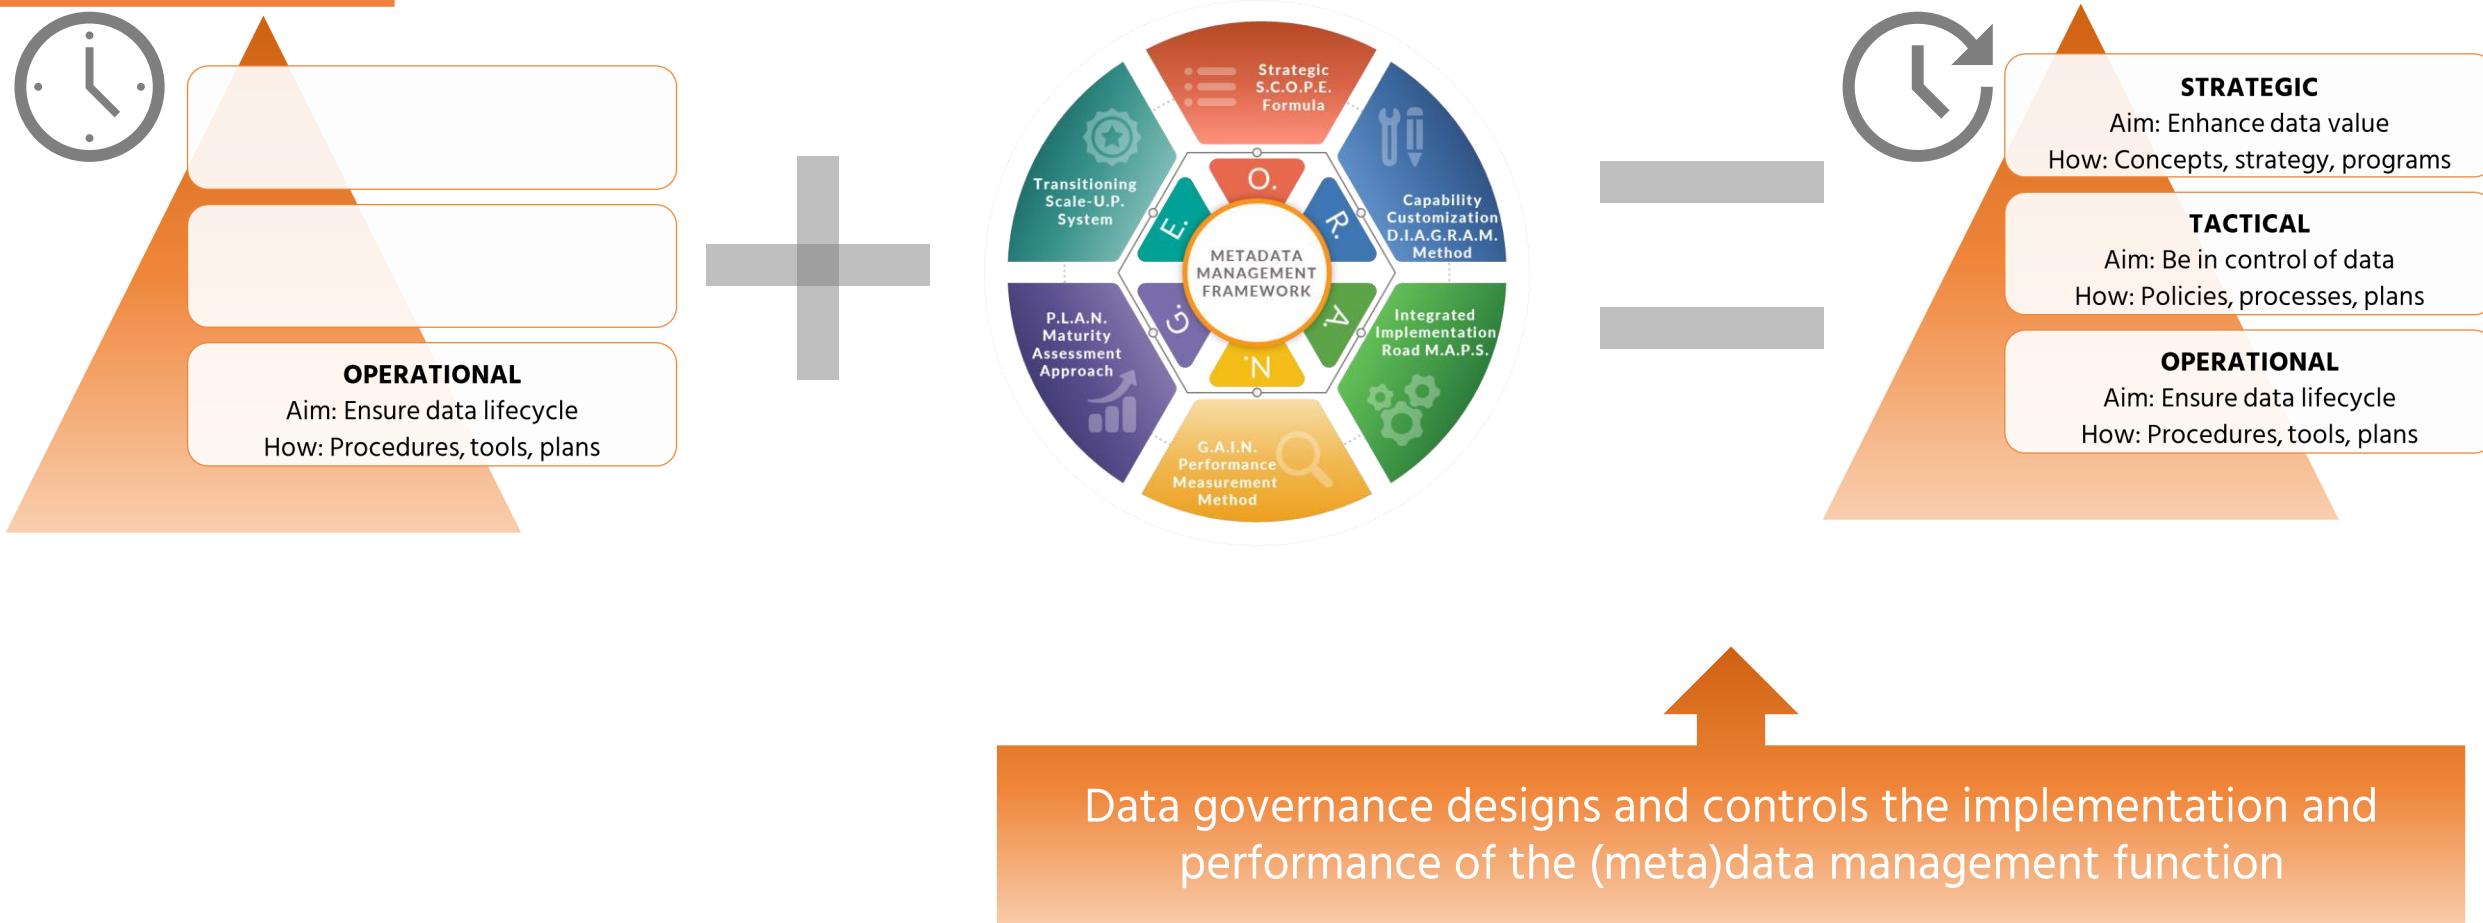 OPERATIONAL
Aim: Ensure data lifecycle
How: Procedures, tools, plans
Strategic
S.C.O.P.E.
Formula
Capability
Customization
D.I.A.G.R.A.M.
Method
Integrated
Implementation
Road M.A.P.S.
G.A.I.N.
Performance
Measurement
Method
P.L.A.N.
Maturity
Assessment
Approach
Transitioning
Scale-U.P.
System
O.
R.
A.
N.
G.
E.
METADATA
MANAGEMENT
FRAMEWORK
STRATEGIC
Aim: Enhance data value
How: Concepts, strategy, programs
TACTICAL
Aim: Be in control of data
How: Policies, processes, plans
OPERATIONAL
Aim: Ensure data lifecycle
How: Procedures, tools, plans
Data governance designs and controls the implementation and
performance of the (meta)data management function